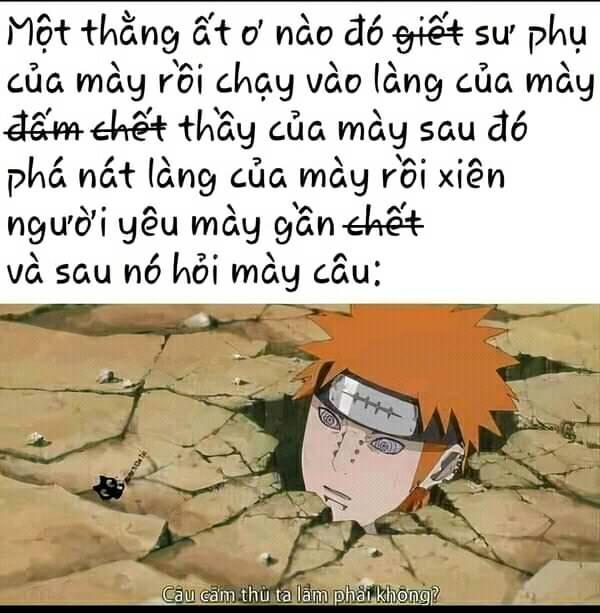 Một thằng ất ơ nào đó giết sư phụ
của mày rồi chạy vào làng của mày
đấm chết thầy của mày sau đó
phá nát làng của mày rồi xiên
người yêu mày gần chết
và sau nó hỏi mày câu:
Cậu căm thù ta lắm phải không?